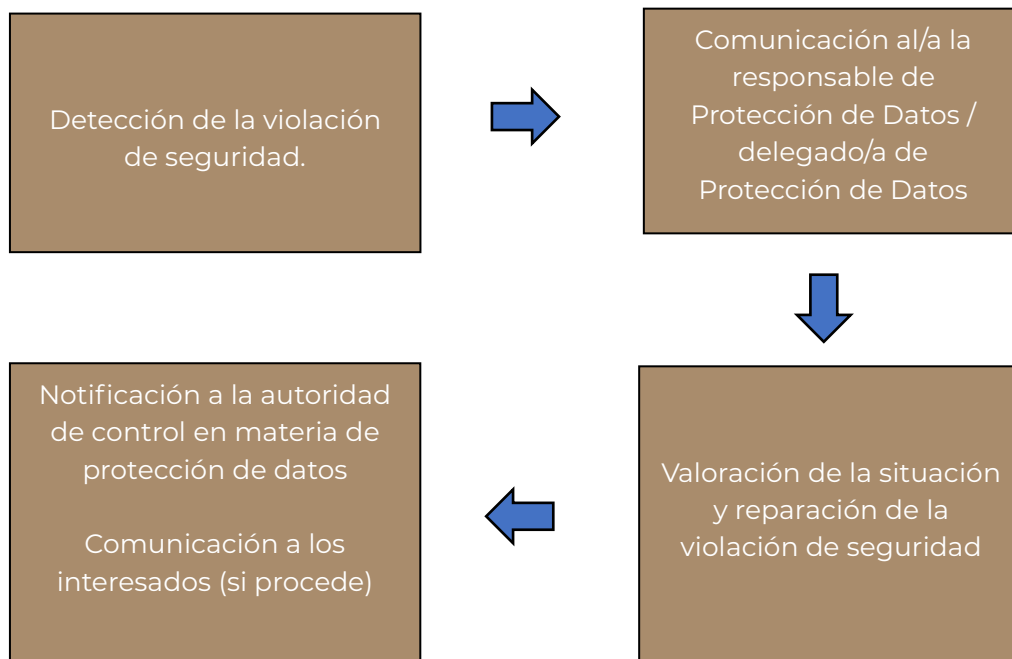 Detección de la violación
de seguridad.
Comunicación al/a la
responsable de
Protección de Datos /
delegado/a de
Protección de Datos
Valoración de la situación
y reparación de la
violación de seguridad
Notificación a la autoridad
de control en materia de
protección de datos
Comunicación a los
interesados (si procede)